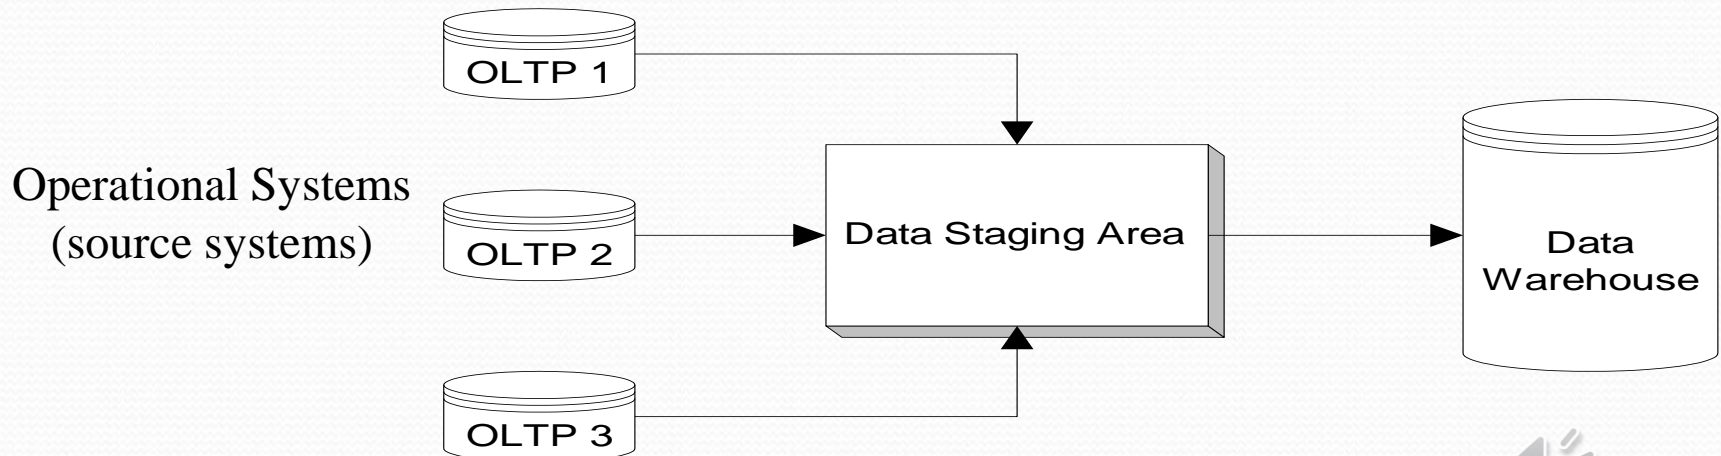 OLTP 1
Operational Systems
(source systems)
OLTP 2
Data Staging Area
Data
Warehouse
OLTP 3